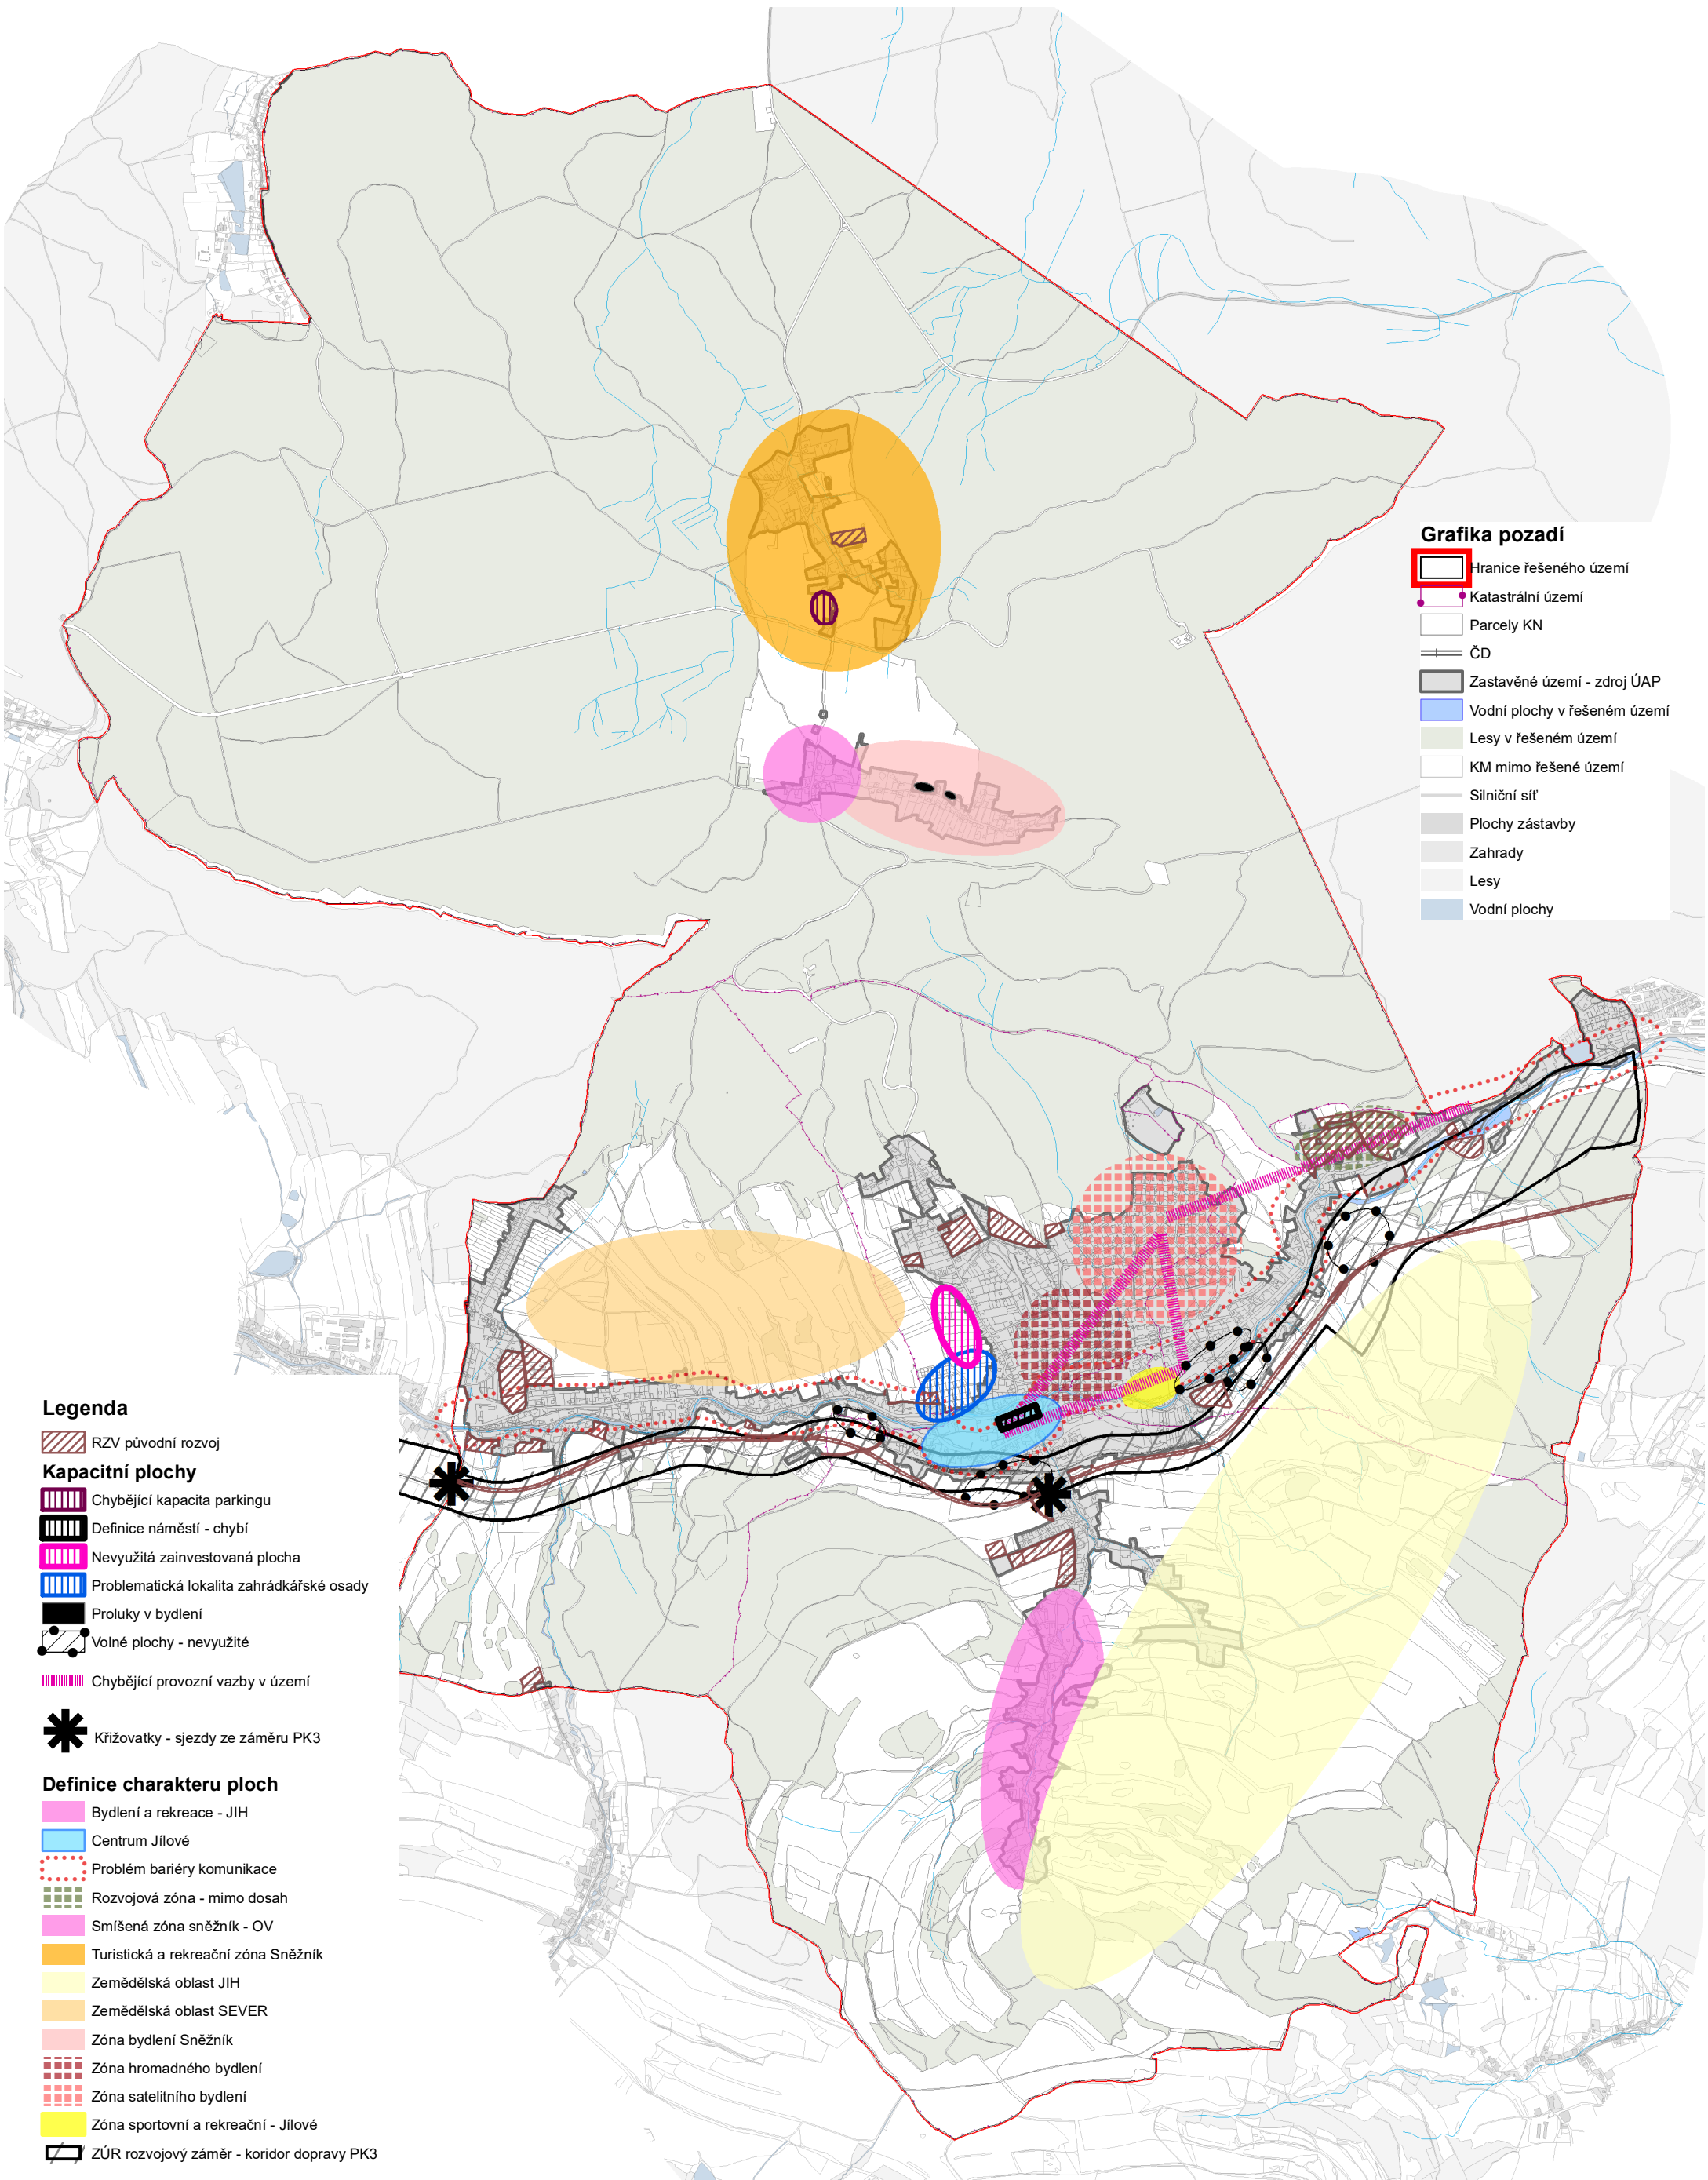 Grafika pozadí
Hranice řešeného území
Katastrální území
Parcely KN
ČD
Zastavěné území - zdroj ÚAP
Vodní plochy v řešeném území
Lesy v řešeném území
KM mimo řešené území
Silniční síť
Plochy zástavby
Zahrady
Lesy
Vodní plochy
Legenda
RZV původní rozvoj
Kapacitní plochy
Chybějící kapacita parkingu
Definice náměstí - chybí
Nevyužitá zainvestovaná plocha
Problematická lokalita zahrádkářské osady
Proluky v bydlení
Volné plochy - nevyužité
Chybějící provozní vazby v území
Křižovatky - sjezdy ze záměru PK3
Definice charakteru ploch
Bydlení a rekreace - JIH
Centrum Jílové
Problém bariéry komunikace
Rozvojová zóna - mimo dosah
Smíšená zóna sněžník - OV
Turistická a rekreační zóna Sněžník
Zemědělská oblast JIH
Zemědělská oblast SEVER
Zóna bydlení Sněžník
Zóna hromadného bydlení
Zóna satelitního bydlení
Zóna sportovní a rekreační - Jílové
ZÚR rozvojový záměr - koridor dopravy PK3